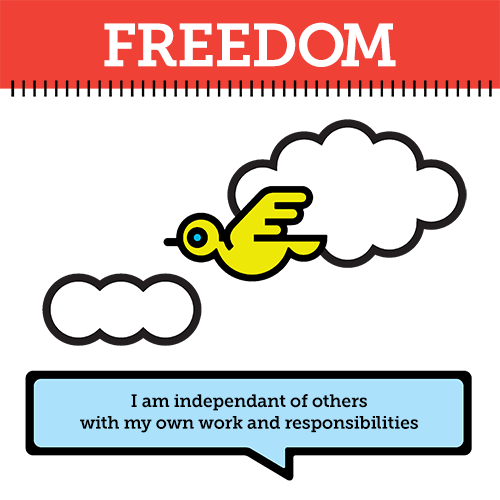 FREEDOM
I am independant of others
with my own work and responsibilities